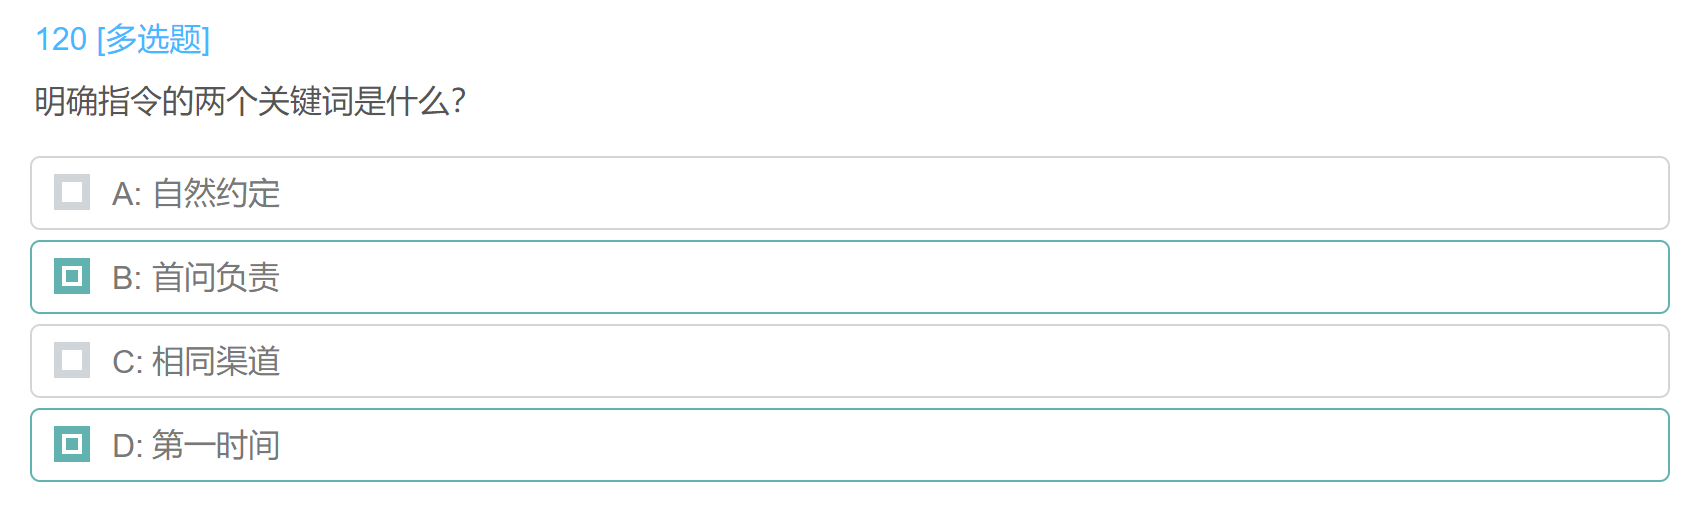 120 [多选题]
明确指令的两个关键词是什么？
A: 自然约定
B: 首问负责
C: 相同渠道
D: 第一时间